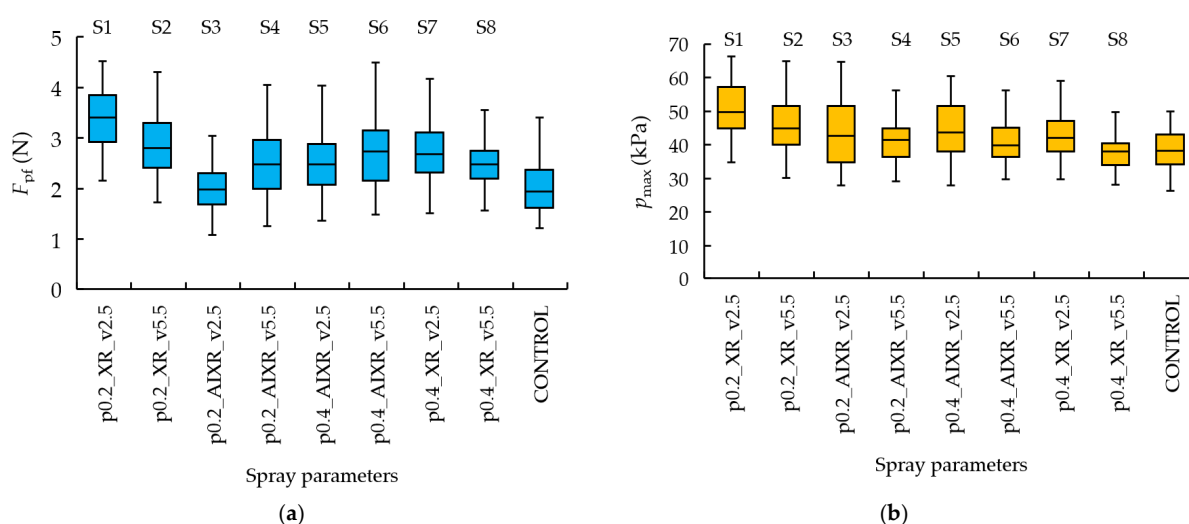 S1 S2 S3 S4 S5 S6 S7 S8
5
4
3
2
1
0
Fpf (N)
p0.2_XR_v2.5
p0.2_XR_v5.5
p0.2_AIXR_v2.5
p0.2_AIXR_v5.5
p0.4_AIXR_v2.5
p0.4_AIXR_v5.5
p0.4_XR_v2.5
p0.4_XR_v5.5
CONTROL
Spray parameters
(a)
S1 S2 S3 S4 S5 S6 S7 S8
70
60
50
40
30
20
10
0
pmax (kPa)
p0.2_XR_v2.5
p0.2_XR_v5.5
p0.2_AIXR_v2.5
p0.2_AIXR_v5.5
p0.4_AIXR_v2.5
p0.4_AIXR_v5.5
p0.4_XR_v2.5
p0.4_XR_v5.5
CONTROL
Spray parameters
(b)